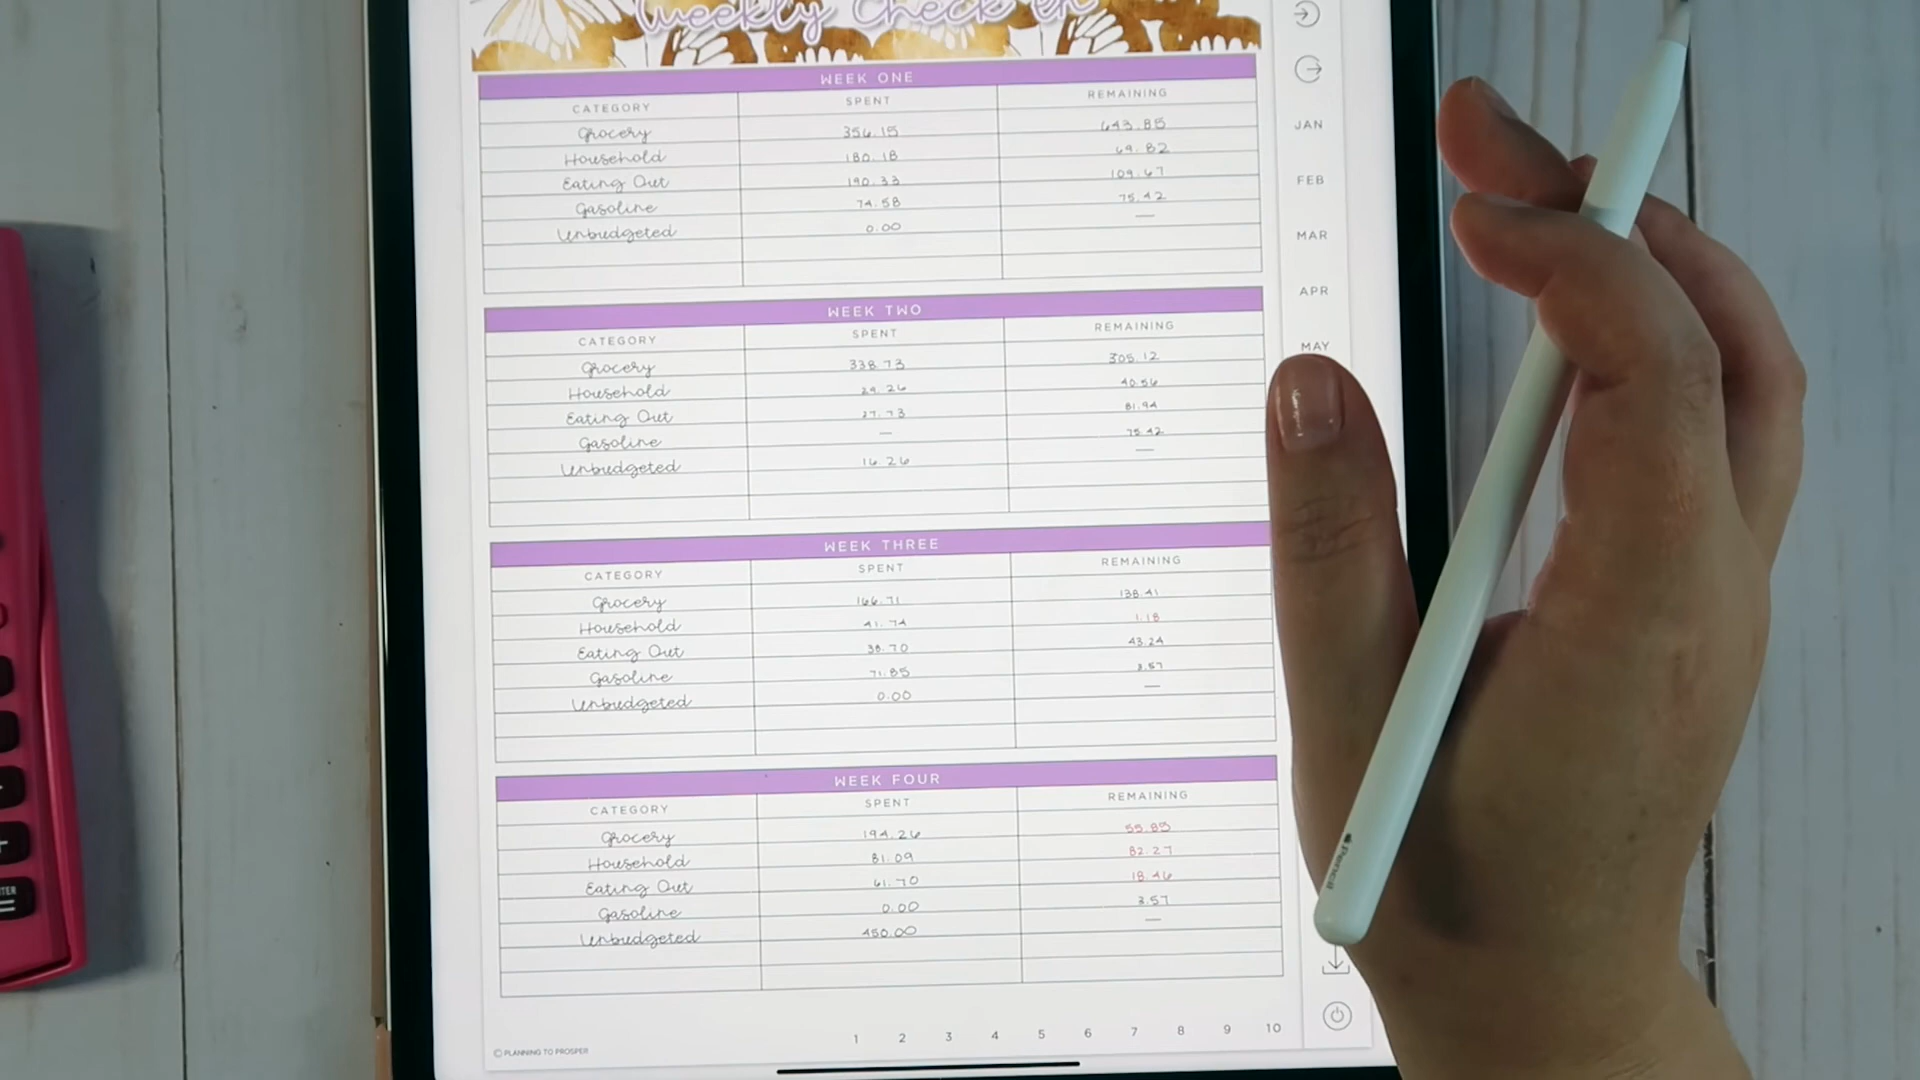 Weekly Check in
WEEK ONE
CATEGORY SPENT REMAINING
Grocery 356.15 643.85
Household 180.18 69.82
Eating Out 190.33 109.67
Gasoline 74.58 75.42
Unbudgeted 0.00 —
WEEK TWO
CATEGORY SPENT REMAINING
Grocery 338.73 305.12
Household 29.26 40.56
Eating Out 27.73 81.94
Gasoline — 75.42
Unbudgeted 16.26 —
WEEK THREE
CATEGORY SPENT REMAINING
Grocery 166.71 138.41
Household 41.74 1.18
Eating Out 38.70 43.24
Gasoline 71.85 3.57
Unbudgeted 0.00 —
WEEK FOUR
CATEGORY SPENT REMAINING
Grocery 194.26 55.85
Household 81.09 82.27
Eating Out 61.70 18.46
Gasoline 0.00 3.57
Unbudgeted 450.00 —
1 2 3 4 5 6 7 8 9 10
© PLANNING TO PROSPER
JAN
FEB
MAR
APR
MAY
Pencil